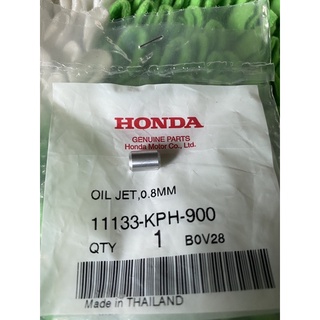 HONDA
GENUINE PARTS
Honda Motor Co., Ltd.
OIL JET,0.8MM
11133-KPH-900
QTY 1 B0V28
Made in THAILAND